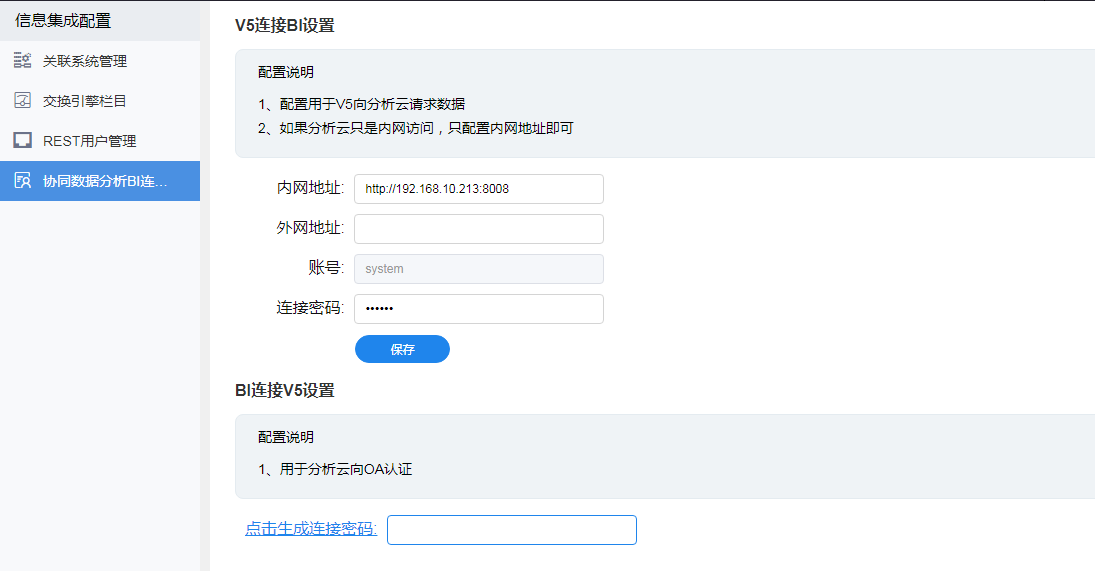 信息集成配置
关联系统管理
交换引擎栏目
REST用户管理
协同数据分析BI连...
V5连接BI设置
配置说明
1、配置用于V5向分析云请求数据
2、如果分析云只是内网访问，只配置内网地址即可
内网地址: http://192.168.10.213:8008
外网地址:
账号: system
连接密码: ••••••
保存
BI连接V5设置
配置说明
1、用于分析云向OA认证
点击生成连接密码: